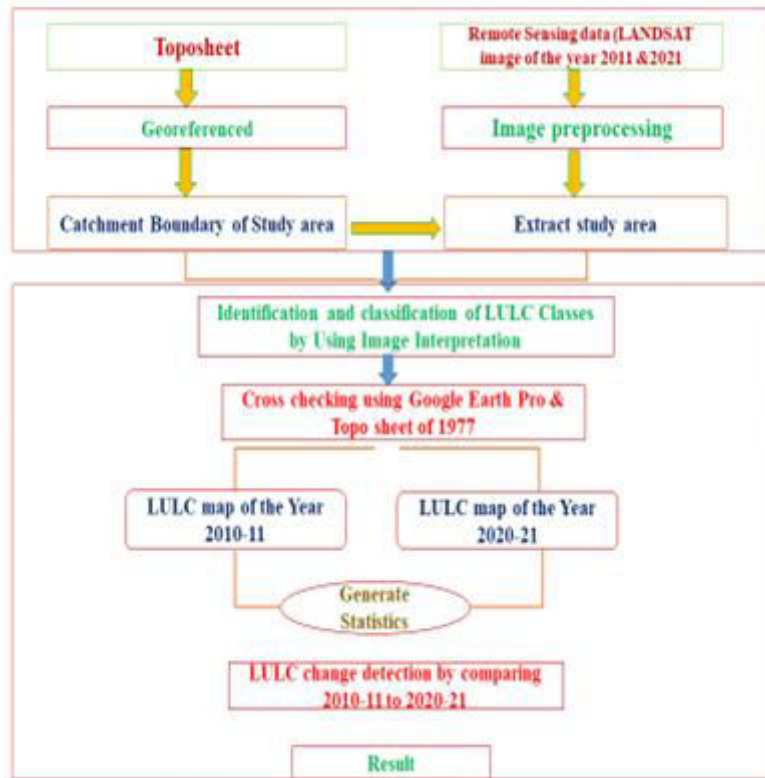 Toposheet
Remote Sensing data (LANDSAT
image of the year 2011 &2021
Georeferenced
Image preprocessing
Catchment Boundary of Study area
Extract study area
Identification and classification of LULC Classes
by Using Image Interpretation
Cross checking using Google Earth Pro &
Topo sheet of 1977
LULC map of the Year
2010-11
LULC map of the Year
2020-21
Generate
Statistics
LULC change detection by comparing
2010-11 to 2020-21
Result